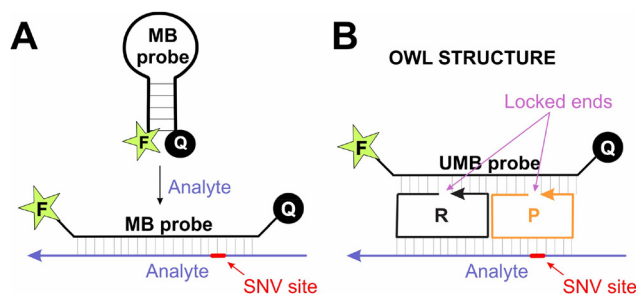 A
MB
probe
F
Q
Analyte
F
MB probe
Q
Analyte
SNV site
B
OWL STRUCTURE
Locked ends
F
UMB probe
Q
R
P
Analyte
SNV site